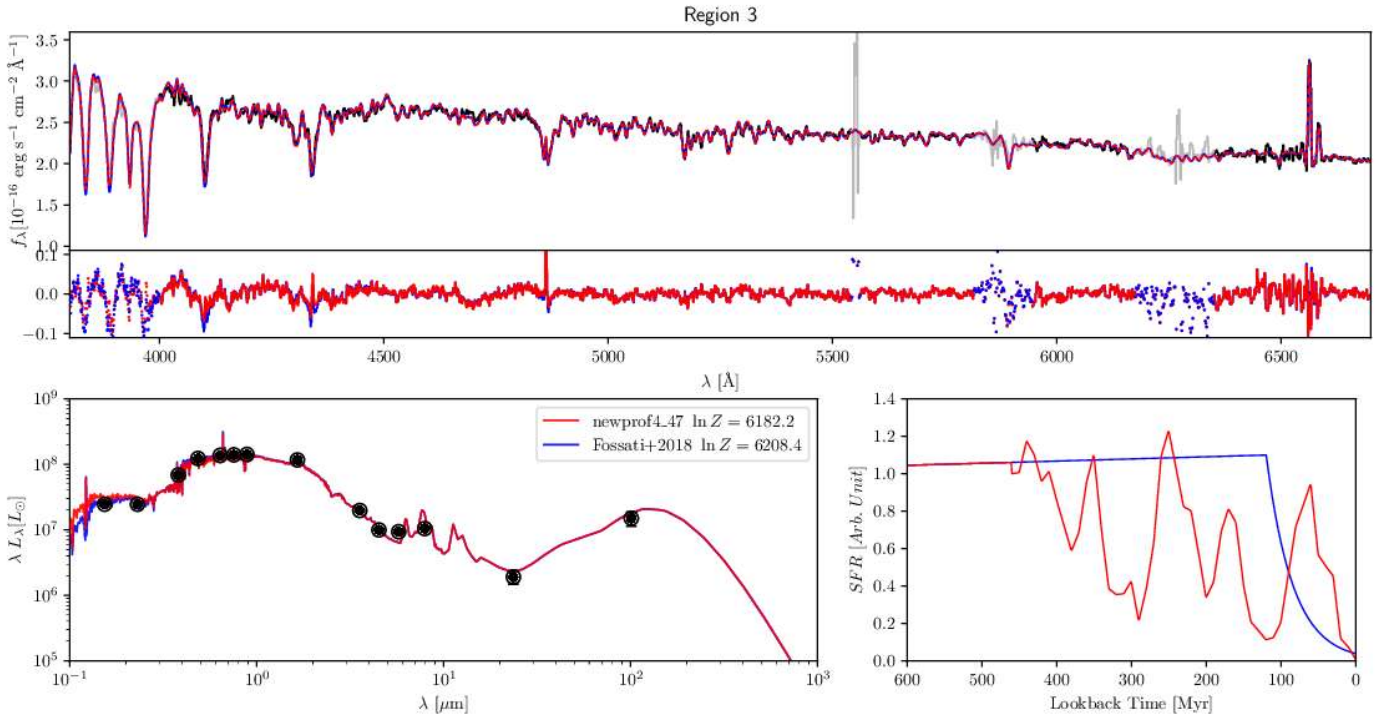 Region 3
3.5
3.0
2.5
2.0
1.5
1.0
f_λ[10⁻¹⁶ erg s⁻¹ cm⁻² Å⁻¹]
0.1
0.0
−0.1
4000 4500 5000 5500 6000 6500
λ [Å]
10⁹
10⁸
10⁷
10⁶
10⁵
λ L_λ[L_⊙]
newprof4_47 ln Z = 6182.2
Fossati+2018 ln Z = 6208.4
10⁻¹ 10⁰ 10¹ 10² 10³
λ [μm]
1.4
1.2
1.0
0.8
0.6
0.4
0.2
0.0
SFR [Arb. Unit]
600 500 400 300 200 100 0
Lookback Time [Myr]